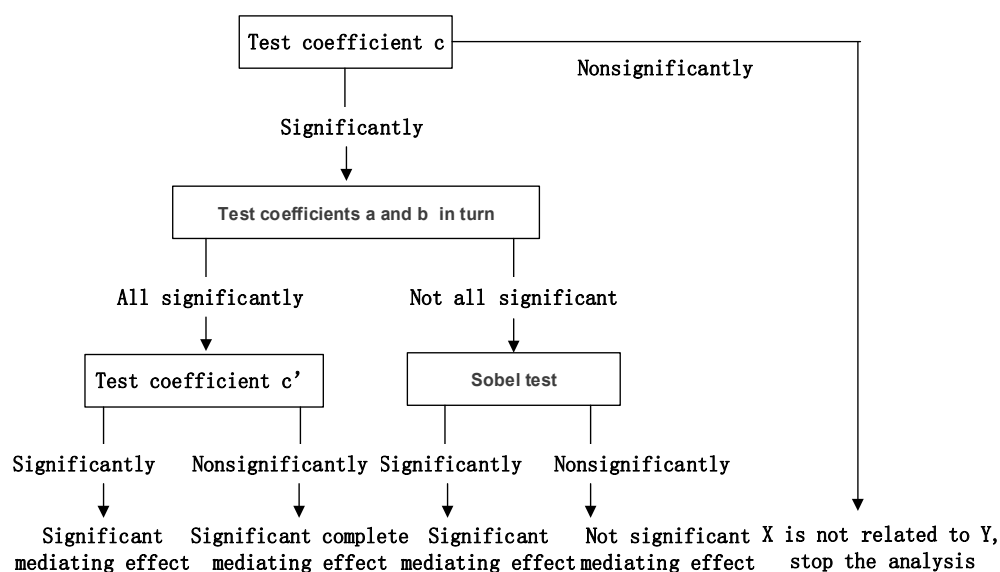 Test coefficient c
Nonsignificantly
Significantly
Test coefficients a and b in turn
All significantly
Not all significant
Test coefficient c’
Sobel test
Significantly
Nonsignificantly
Significantly
Nonsignificantly
Significant
mediating effect
Significant complete
mediating effect
Significant
mediating effect
Not significant
mediating effect
X is not related to Y,
stop the analysis